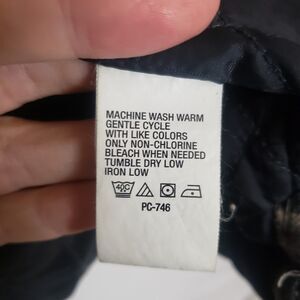 MACHINE WASH WARM
GENTLE CYCLE
WITH LIKE COLORS
ONLY NON-CHLORINE
BLEACH WHEN NEEDED
TUMBLE DRY LOW
IRON LOW
40C
PC-746